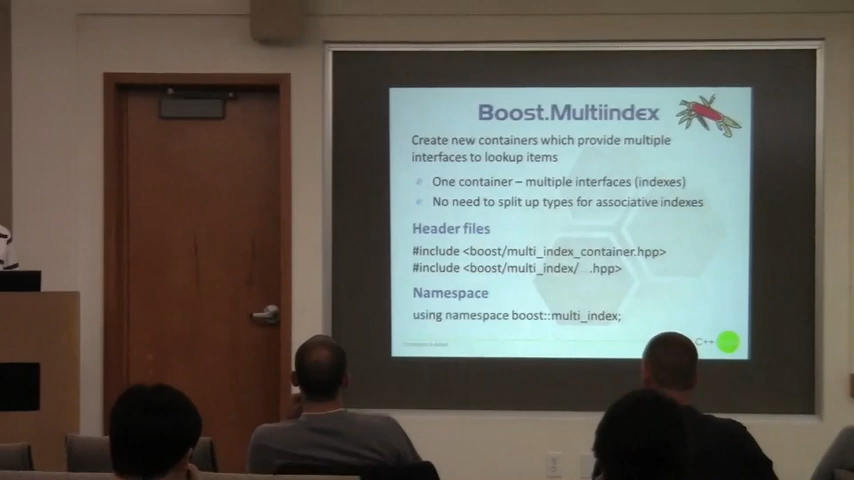 Boost.MultiIndex
Create new containers which provide multiple
interfaces to lookup items
One container – multiple interfaces (indexes)
No need to split up types for associative indexes
Header files
#include <boost/multi_index_container.hpp>
#include <boost/multi_index/ ….hpp>
Namespace
using namespace boost::multi_index;
C++